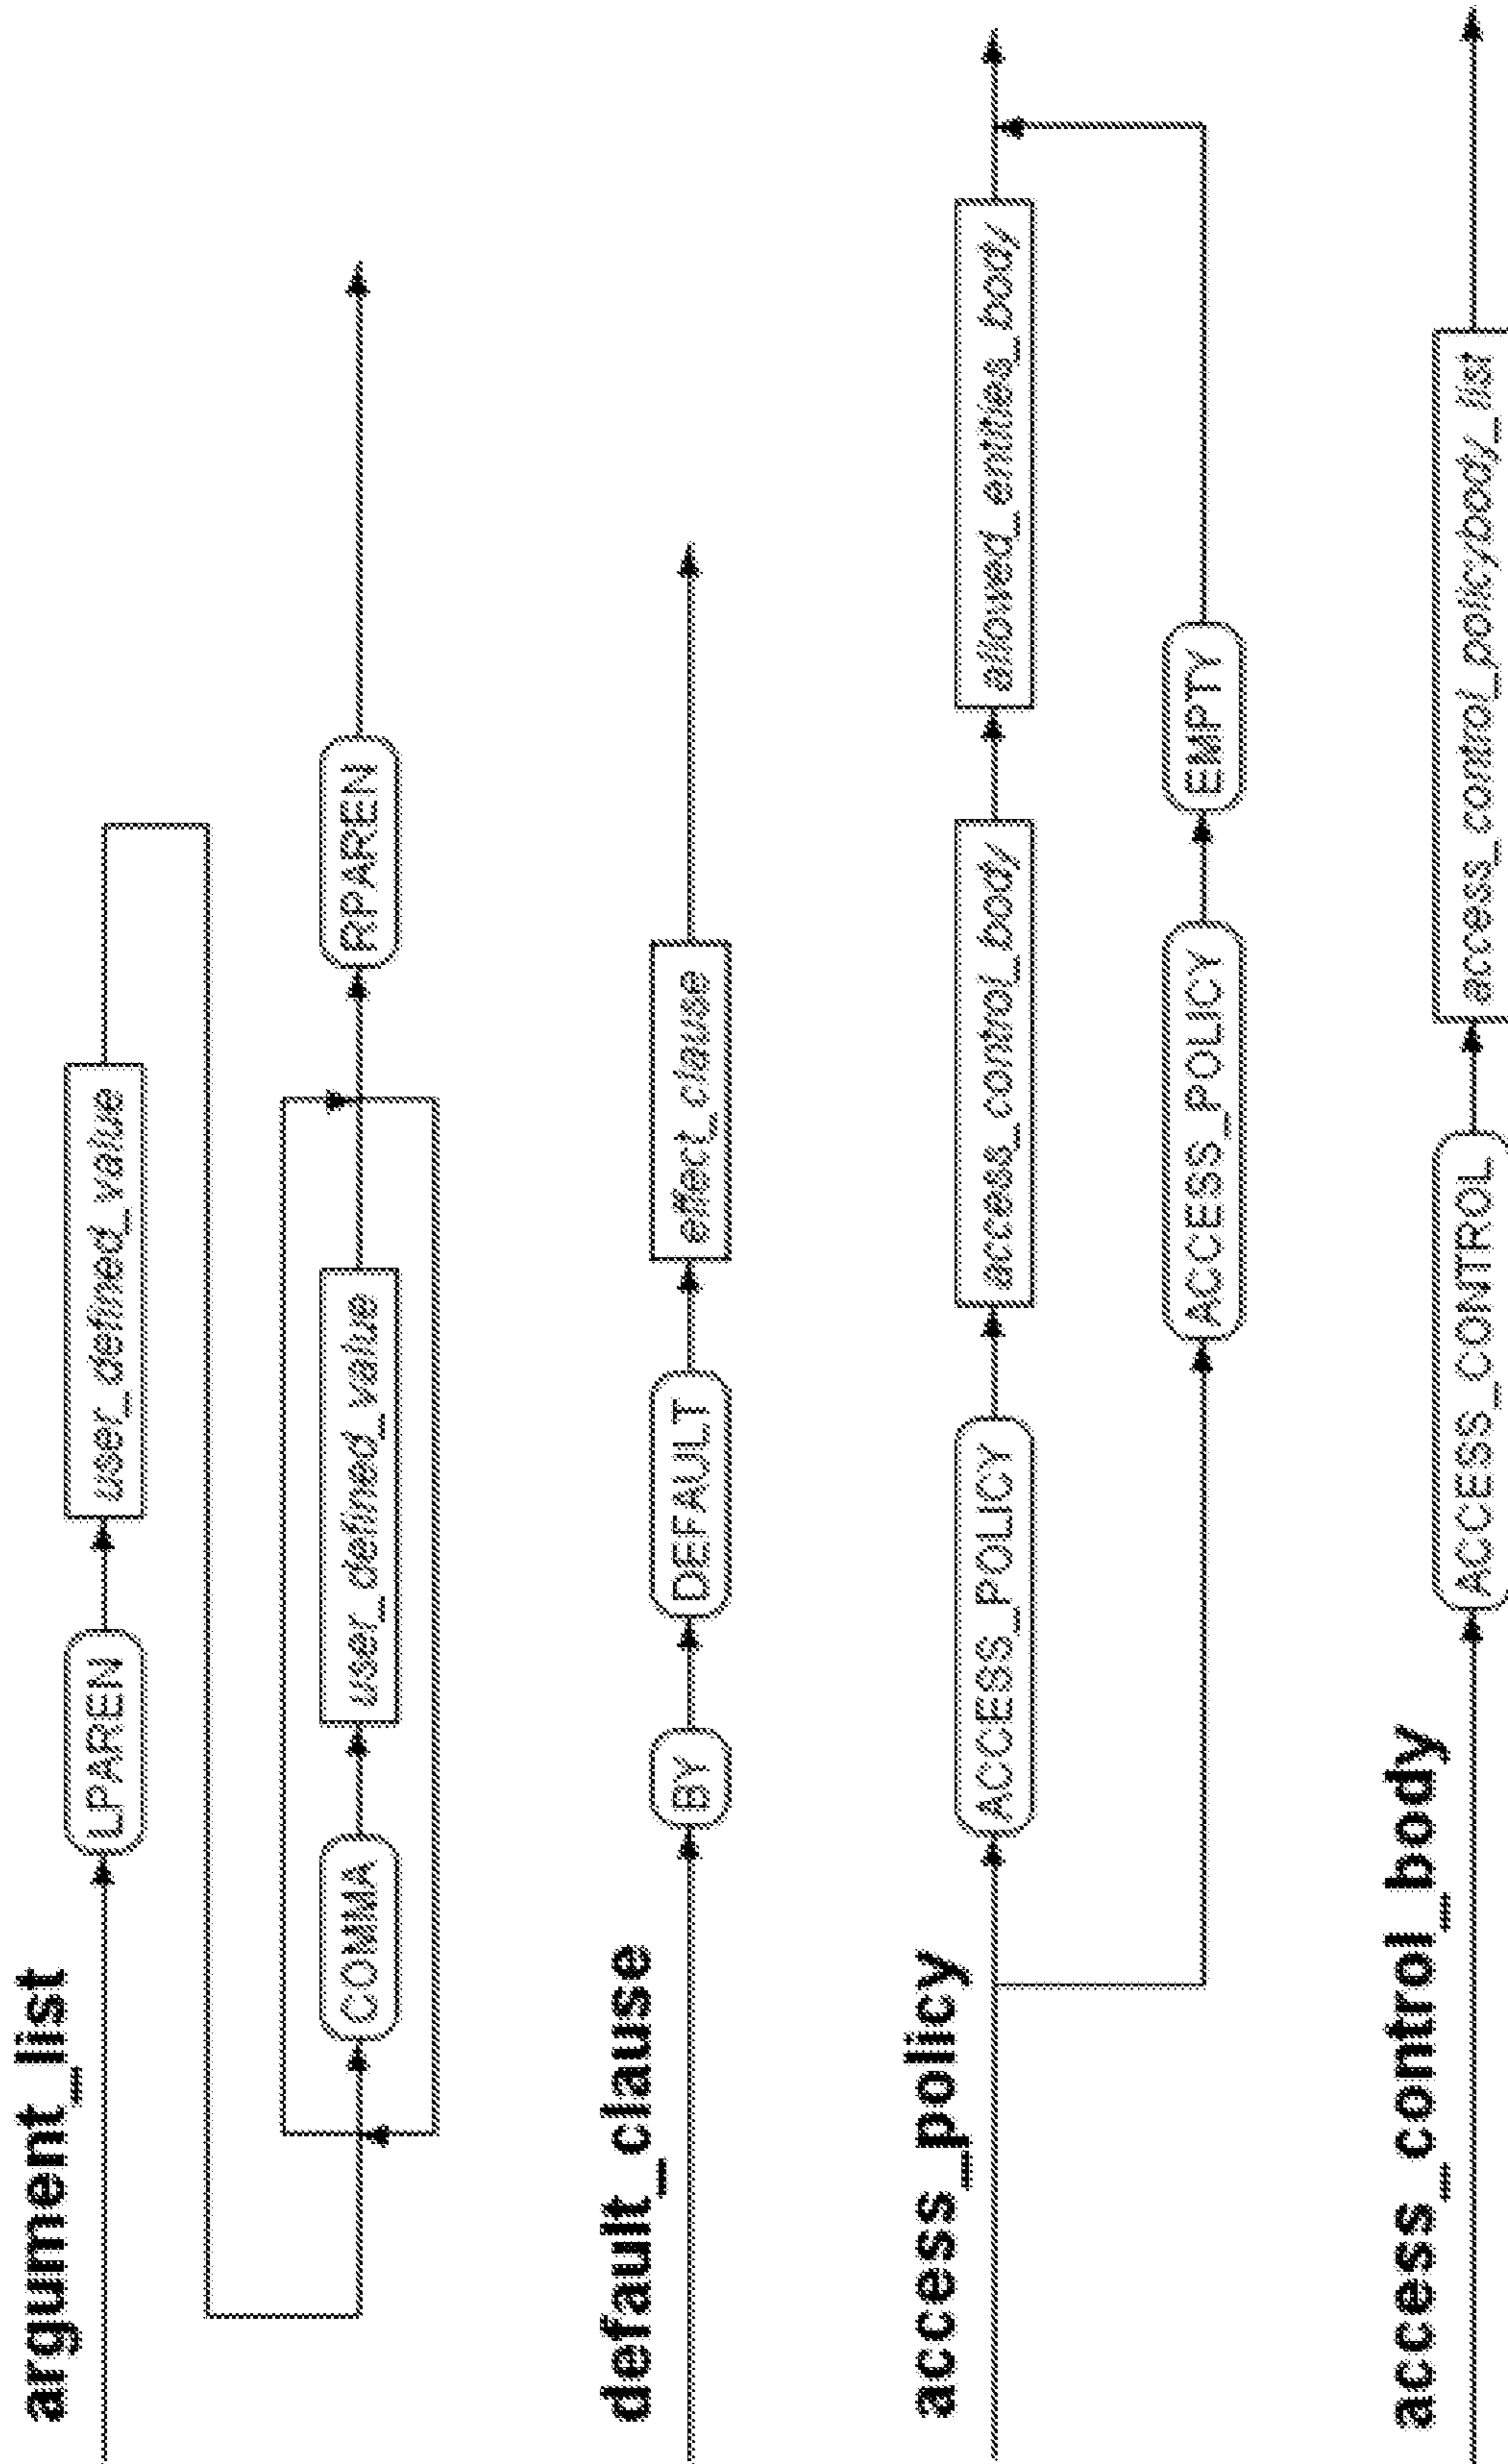 argument_list
LPAREN user_defined_value
COMMA user_defined_value RPAREN
default_clause
BY DEFAULT effect_clause
access_policy
ACCESS_POLICY access_control_body allowed_entities_body
ACCESS_POLICY EMPTY
access_control_body
ACCESS_CONTROL access_control_policybody_list